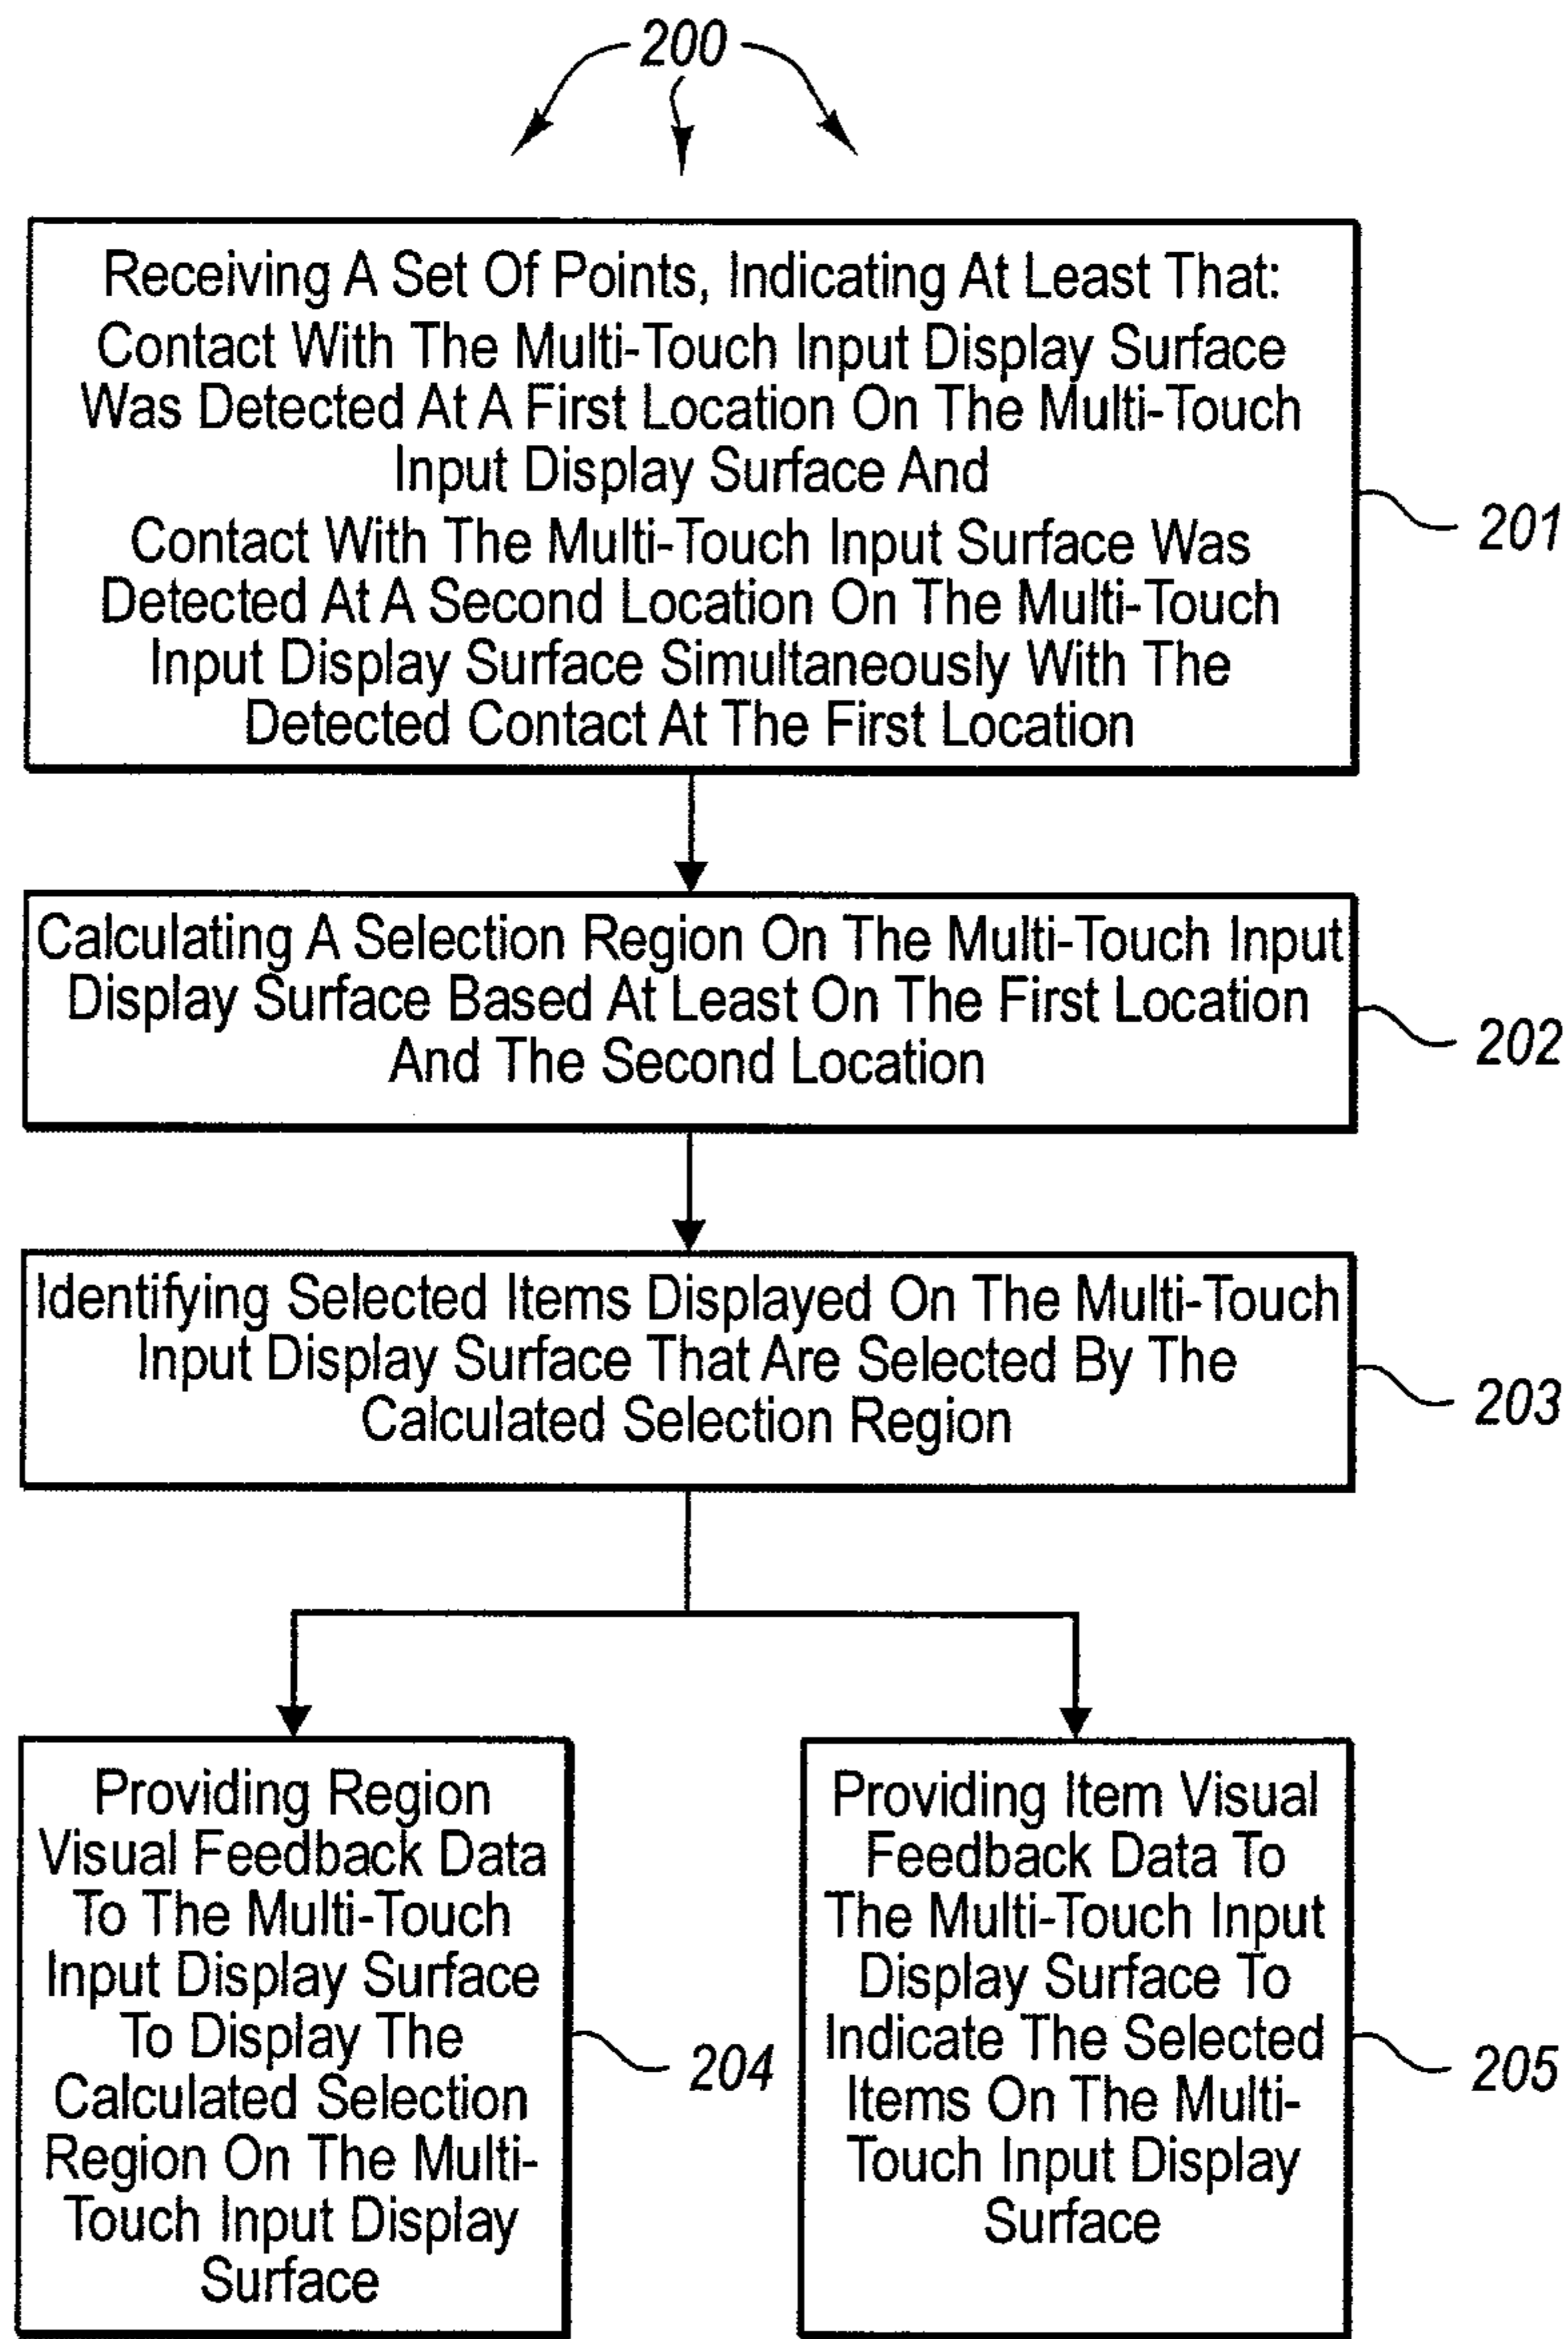 200
Receiving A Set Of Points, Indicating At Least That:
Contact With The Multi-Touch Input Display Surface
Was Detected At A First Location On The Multi-Touch
Input Display Surface And
Contact With The Multi-Touch Input Surface Was
Detected At A Second Location On The Multi-Touch
Input Display Surface Simultaneously With The
Detected Contact At The First Location
201
Calculating A Selection Region On The Multi-Touch Input
Display Surface Based At Least On The First Location
And The Second Location
202
Identifying Selected Items Displayed On The Multi-Touch
Input Display Surface That Are Selected By The
Calculated Selection Region
203
Providing Region
Visual Feedback Data
To The Multi-Touch
Input Display Surface
To Display The
Calculated Selection
Region On The Multi-
Touch Input Display
Surface
204
Providing Item Visual
Feedback Data To
The Multi-Touch Input
Display Surface To
Indicate The Selected
Items On The Multi-
Touch Input Display
Surface
205